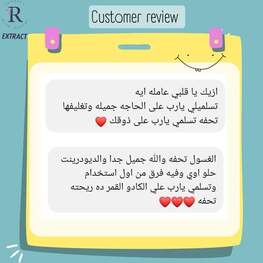 R
EXTRACT
Customer review
ازيك يا قلبي عامله ايه
تسلميلي يارب على الحاجه جميله وتغليفها
تحفه تسلمي يارب على ذوقك ❤️
الغسول تحفه والله جميل جدا والديودرينت
حلو اوي وفيه فرق من اول استخدام
وتسلمي يارب علي الكادو القمر ده ريحته
تحفه ❤️❤️❤️